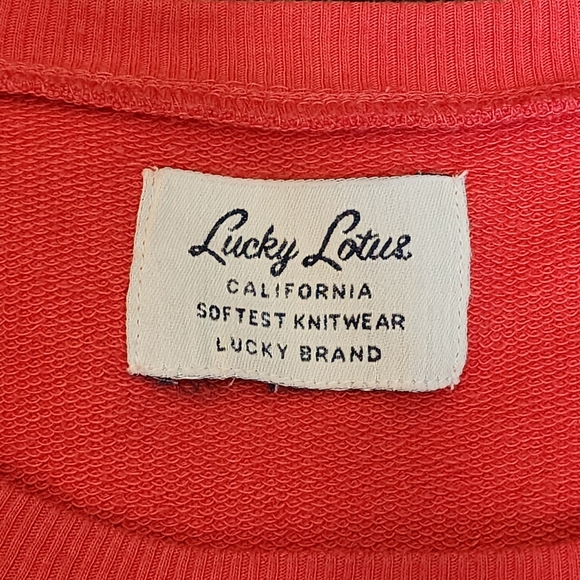 Lucky Lotus
CALIFORNIA
SOFTEST KNITWEAR
LUCKY BRAND